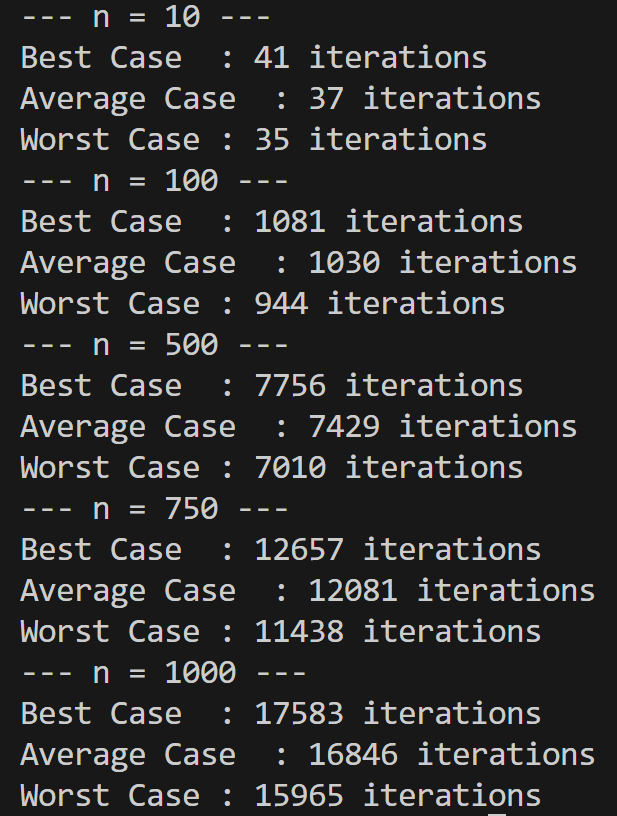 --- n = 10 ---
Best Case  : 41 iterations
Average Case  : 37 iterations
Worst Case : 35 iterations
--- n = 100 ---
Best Case  : 1081 iterations
Average Case  : 1030 iterations
Worst Case : 944 iterations
--- n = 500 ---
Best Case  : 7756 iterations
Average Case  : 7429 iterations
Worst Case : 7010 iterations
--- n = 750 ---
Best Case  : 12657 iterations
Average Case  : 12081 iterations
Worst Case : 11438 iterations
--- n = 1000 ---
Best Case  : 17583 iterations
Average Case  : 16846 iterations
Worst Case : 15965 iterations